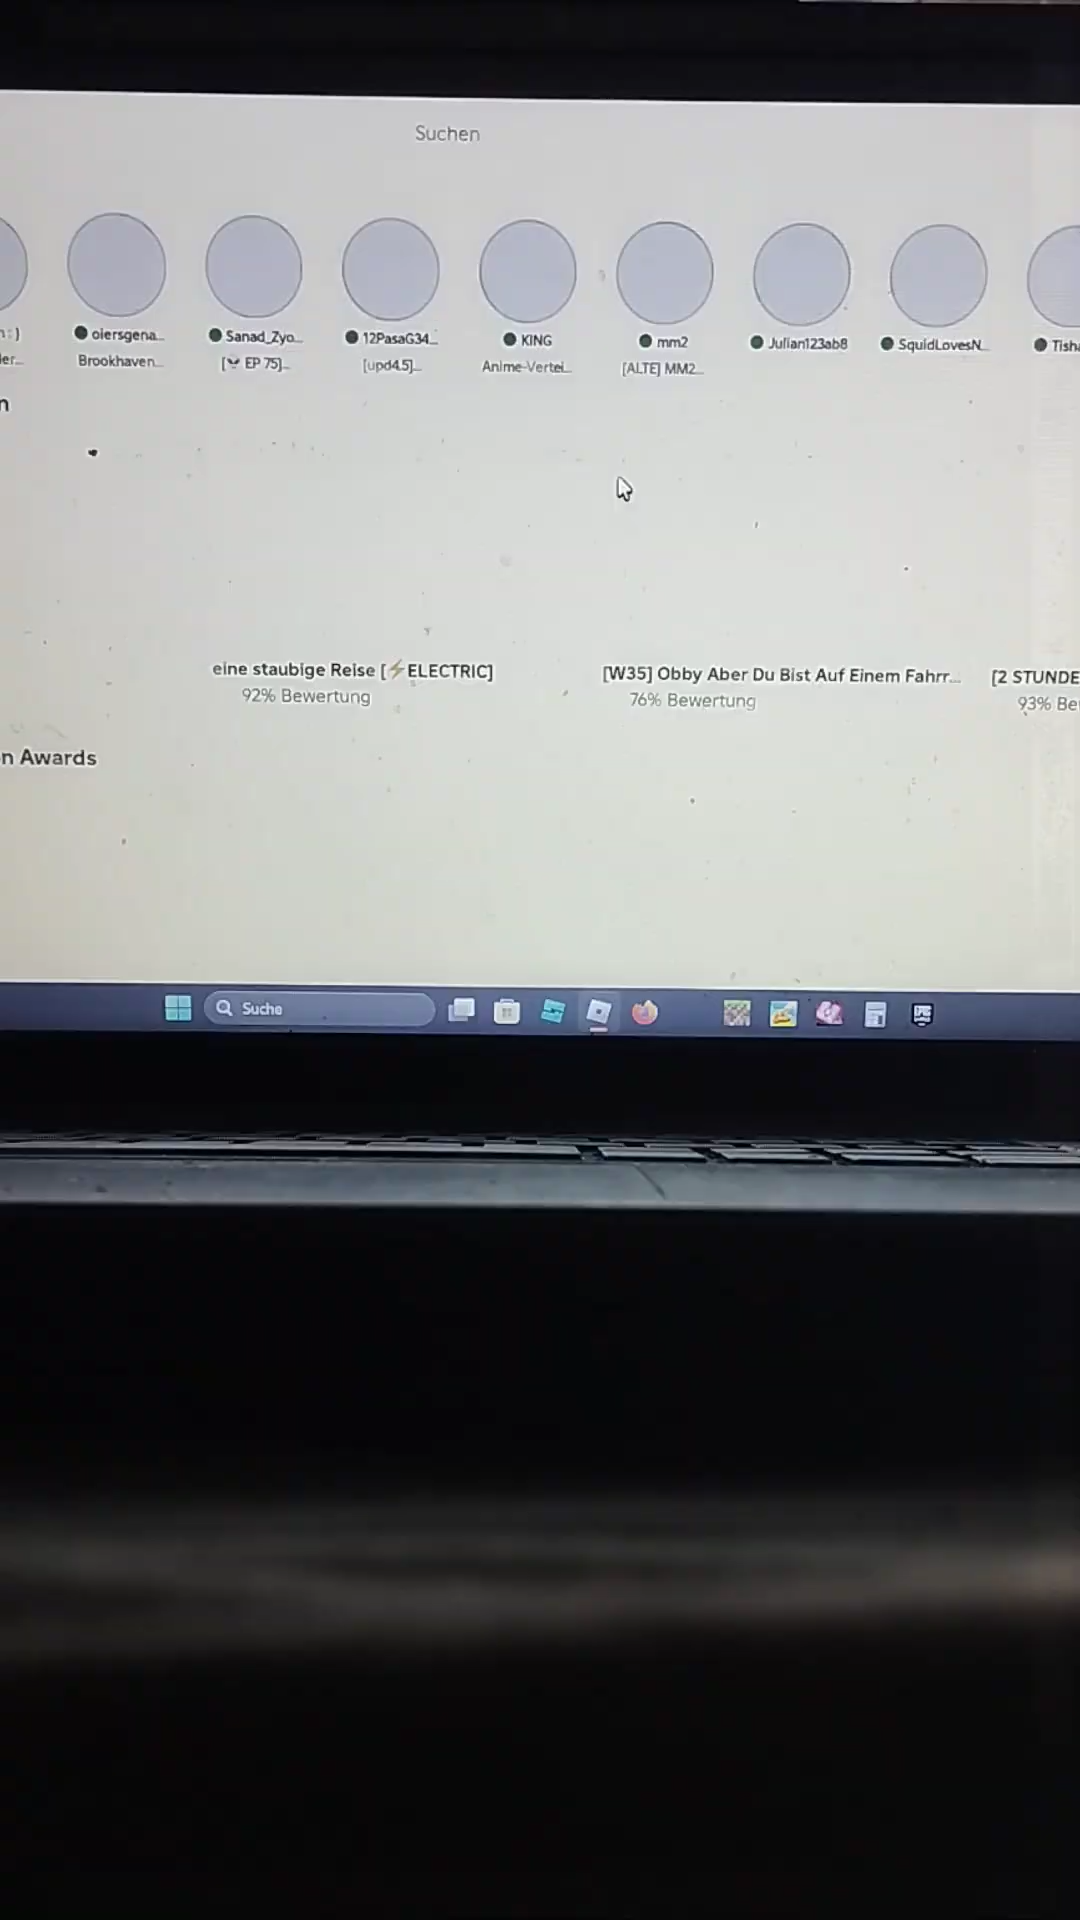 Suchen
oiersgena...
Sanad_Zyo...
12PasaG34...
KING
mm2
Julian123ab8
SquidLovesN...
Brookhaven...
[ EP 75]...
[upd4.5]...
Anime-Vertei...
[ALTE] MM2...
eine staubige Reise [⚡ELECTRIC]
[W35] Obby Aber Du Bist Auf Einem Fahrr...
[2 STUNDE
92% Bewertung
76% Bewertung
93% Be
n Awards
Suche
EPIC